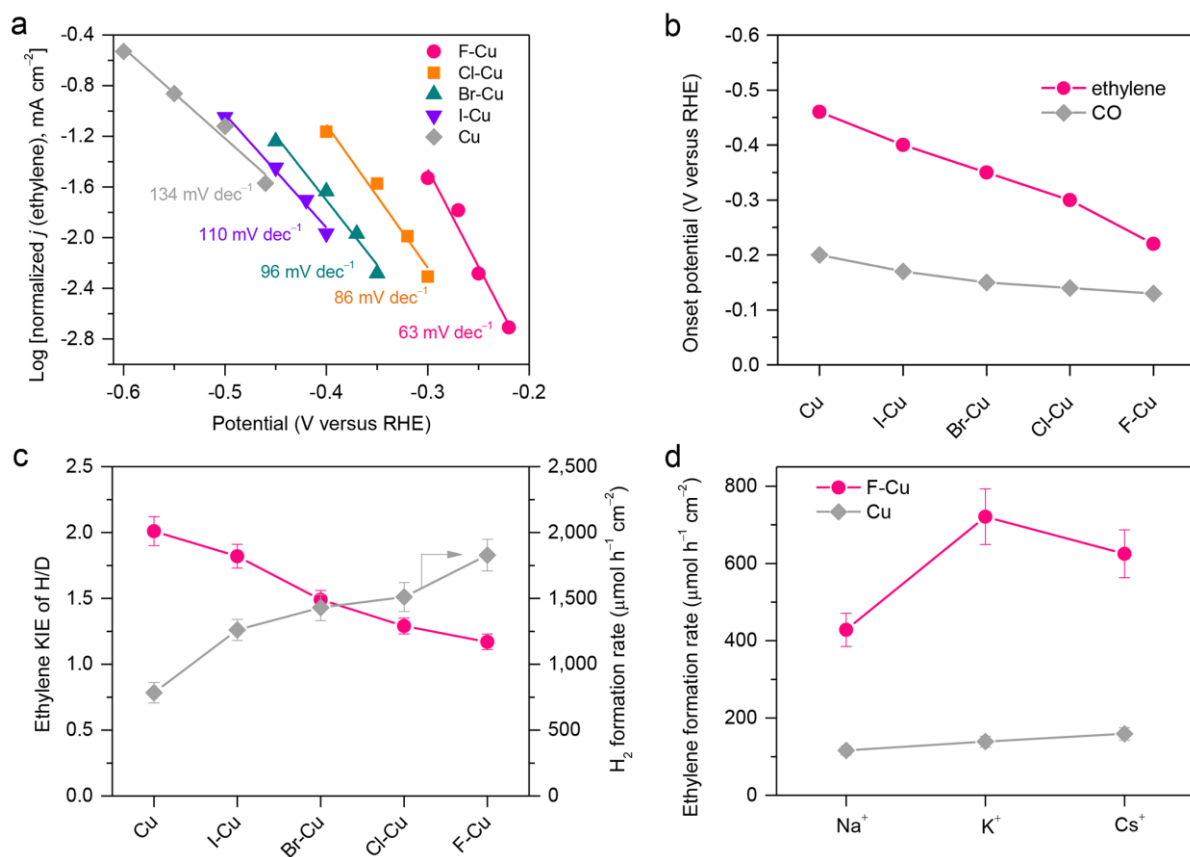 a
Log [normalized j (ethylene), mA cm⁻²]
-0.4
-0.8
-1.2
-1.6
-2.0
-2.4
-2.8
F-Cu
Cl-Cu
Br-Cu
I-Cu
Cu
134 mV dec⁻¹
110 mV dec⁻¹
96 mV dec⁻¹
86 mV dec⁻¹
63 mV dec⁻¹
-0.6
-0.5
-0.4
-0.3
-0.2
Potential (V versus RHE)
b
Onset potential (V versus RHE)
-0.6
-0.5
-0.4
-0.3
-0.2
-0.1
0.0
ethylene
CO
Cu
I-Cu
Br-Cu
Cl-Cu
F-Cu
c
Ethylene KIE of H/D
2.5
2.0
1.5
1.0
0.5
0.0
2,500
2,000
1,500
1,000
500
0
H₂ formation rate (μmol h⁻¹ cm⁻²)
Cu
I-Cu
Br-Cu
Cl-Cu
F-Cu
d
Ethylene formation rate (μmol h⁻¹ cm⁻²)
800
600
400
200
0
F-Cu
Cu
Na⁺
K⁺
Cs⁺